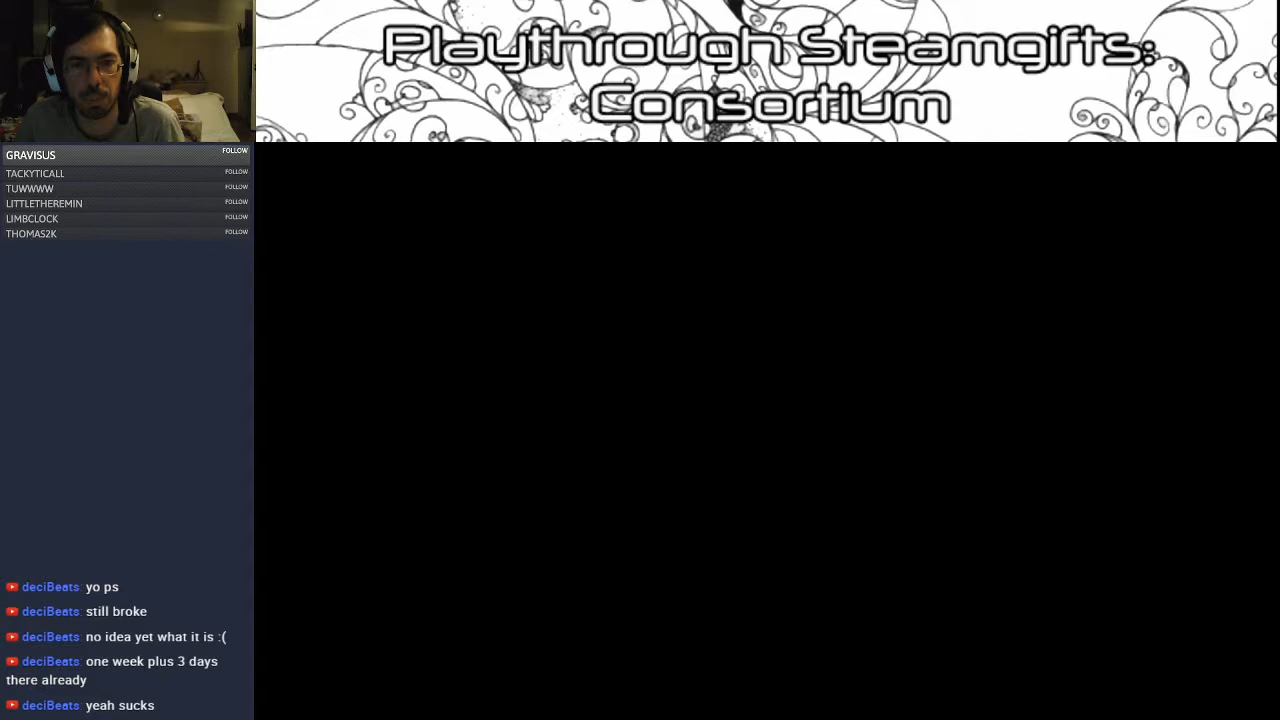 Playthrough Steamgifts:
Consortium
GRAVISUS FOLLOW
TACKYTICALL FOLLOW
TUWWWW FOLLOW
LITTLETHEREMIN FOLLOW
LIMBCLOCK FOLLOW
THOMAS2K FOLLOW
deciBeats: yo ps
deciBeats: still broke
deciBeats: no idea yet what it is :(
deciBeats: one week plus 3 days
there already
deciBeats: yeah sucks